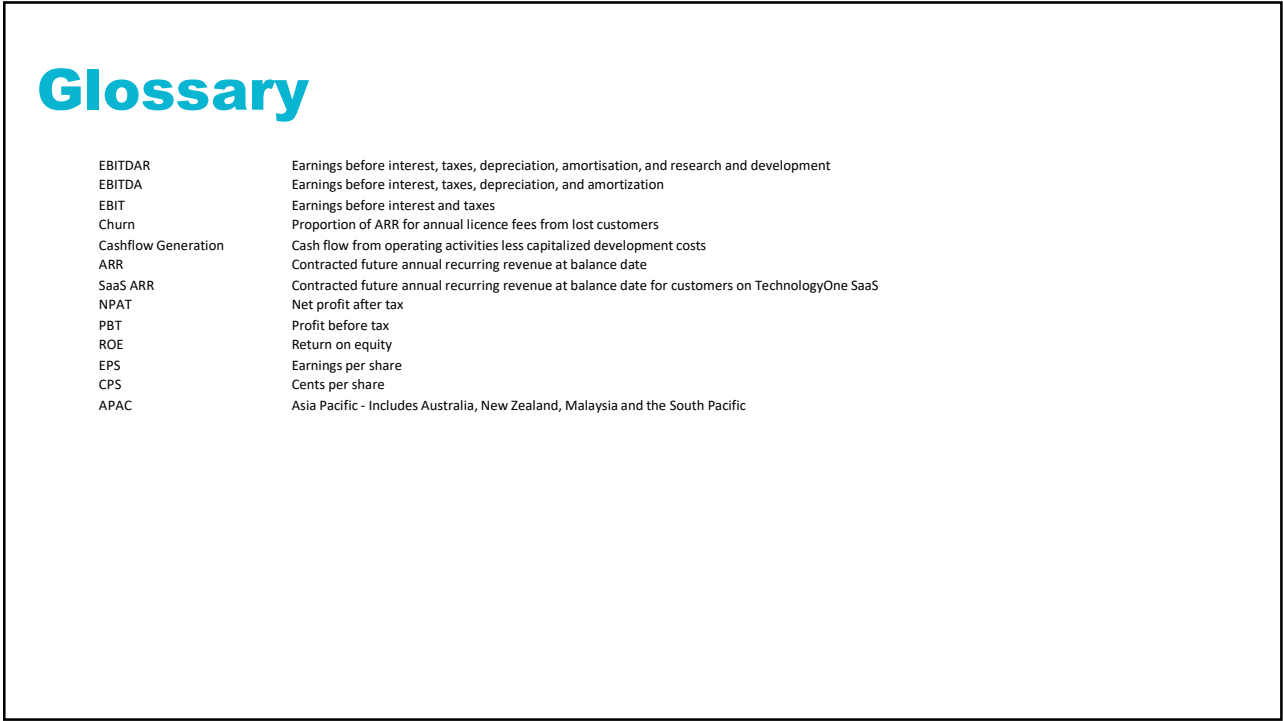 Glossary
EBITDAR Earnings before interest, taxes, depreciation, amortisation, and research and development
EBITDA Earnings before interest, taxes, depreciation, and amortization
EBIT Earnings before interest and taxes
Churn Proportion of ARR for annual licence fees from lost customers
Cashflow Generation Cash flow from operating activities less capitalized development costs
ARR Contracted future annual recurring revenue at balance date
SaaS ARR Contracted future annual recurring revenue at balance date for customers on TechnologyOne SaaS
NPAT Net profit after tax
PBT Profit before tax
ROE Return on equity
EPS Earnings per share
CPS Cents per share
APAC Asia Pacific - Includes Australia, New Zealand, Malaysia and the South Pacific